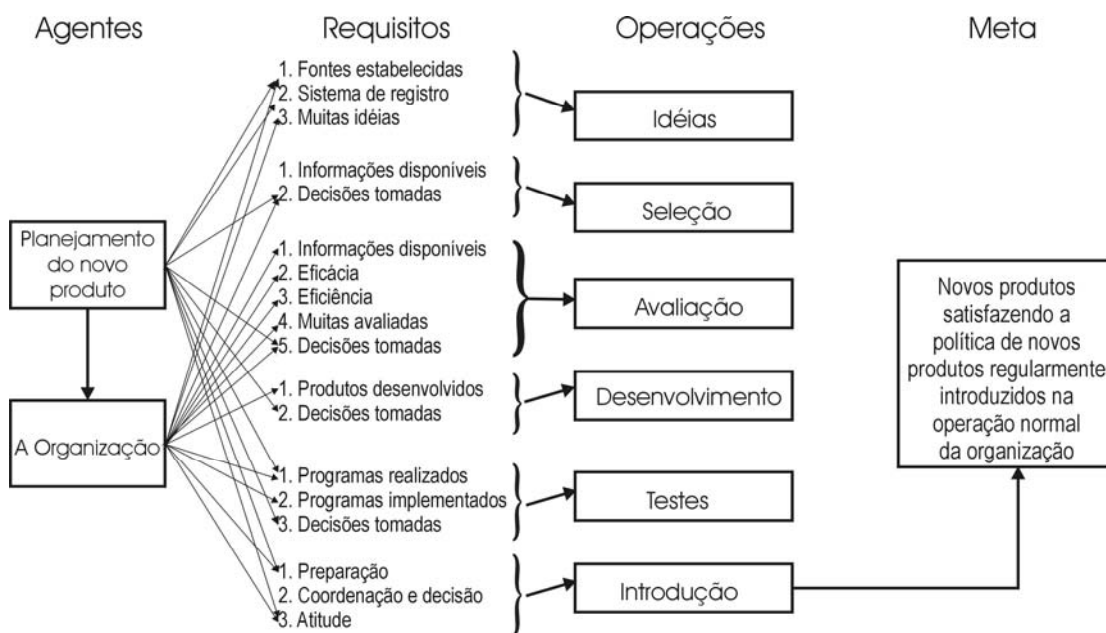 Agentes
Requisitos
Operações
Meta
Planejamento
do novo
produto
A Organização
1. Fontes estabelecidas
2. Sistema de registro
3. Muitas idéias
1. Informações disponíveis
2. Decisões tomadas
1. Informações disponíveis
2. Eficácia
3. Eficiência
4. Muitas avaliadas
5. Decisões tomadas
1. Produtos desenvolvidos
2. Decisões tomadas
1. Programas realizados
2. Programas implementados
3. Decisões tomadas
1. Preparação
2. Coordenação e decisão
3. Atitude
Idéias
Seleção
Avaliação
Desenvolvimento
Testes
Introdução
Novos produtos
satisfazendo a
política de novos
produtos regularmente
introduzidos na
operação normal
da organização